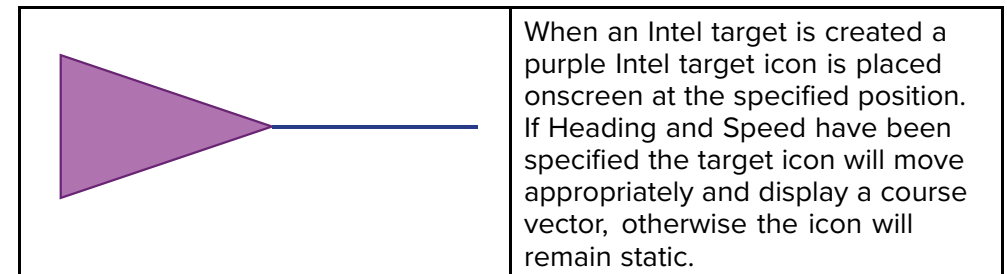 When an Intel target is created a
purple Intel target icon is placed
onscreen at the specified position.
If Heading and Speed have been
specified the target icon will move
appropriately and display a course
vector, otherwise the icon will
remain static.